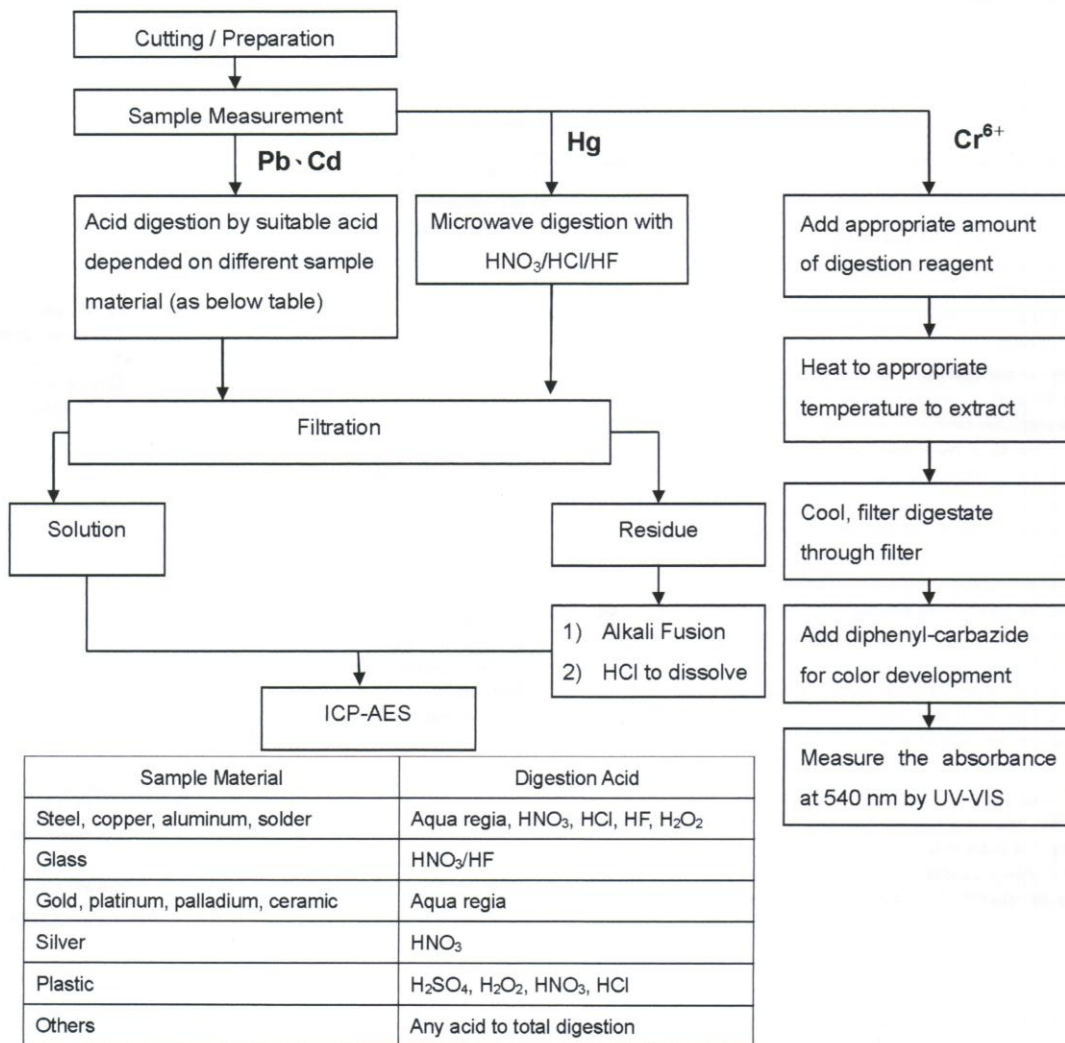 Cutting / Preparation
Sample Measurement
Pb、Cd
Hg
Cr⁶⁺
Acid digestion by suitable acid
depended on different sample
material (as below table)
Microwave digestion with
HNO₃/HCl/HF
Add appropriate amount
of digestion reagent
Heat to appropriate
temperature to extract
Filtration
Solution
Residue
Cool, filter digestate
through filter
1) Alkali Fusion
2) HCl to dissolve
Add diphenyl-carbazide
for color development
ICP-AES
Measure the absorbance
at 540 nm by UV-VIS
Sample Material Digestion Acid
Steel, copper, aluminum, solder Aqua regia, HNO₃, HCl, HF, H₂O₂
Glass HNO₃/HF
Gold, platinum, palladium, ceramic Aqua regia
Silver HNO₃
Plastic H₂SO₄, H₂O₂, HNO₃, HCl
Others Any acid to total digestion